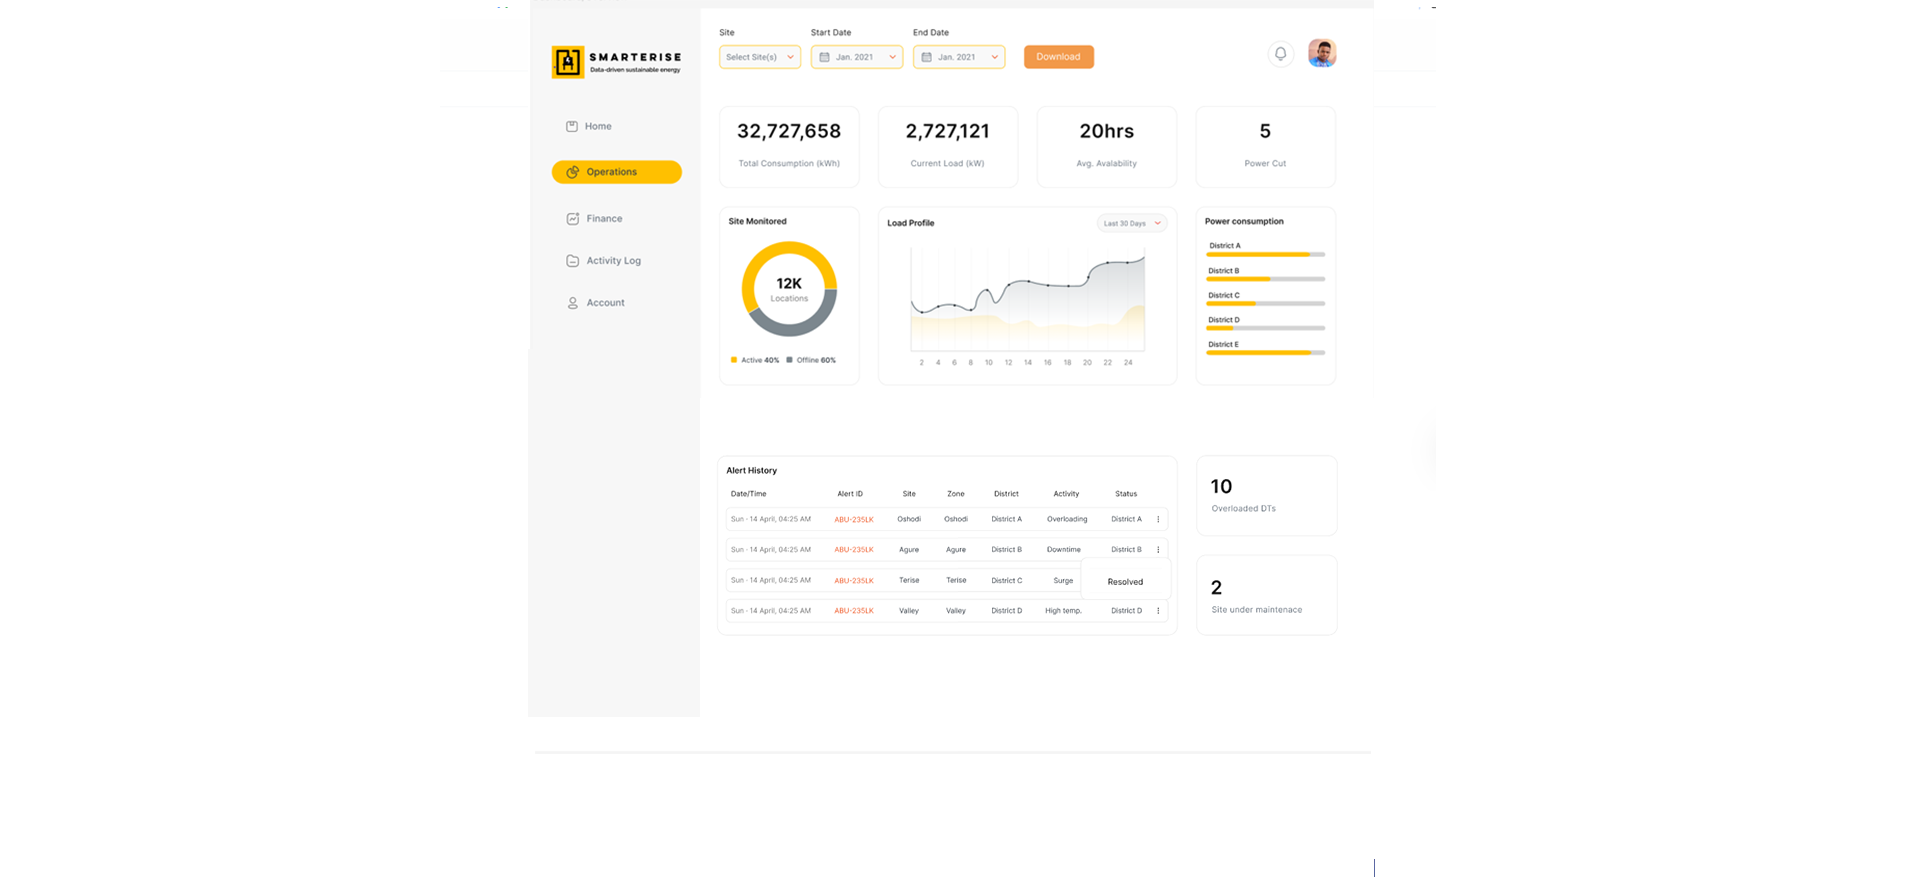 SMARTERISE
Data-driven sustainable energy
Home
Operations
Finance
Activity Log
Account
Site
Start Date
End Date
Select Site(s)
Jan. 2021
Jan. 2021
Download
32,727,658
Total Consumption (kWh)
2,727,121
Current Load (kW)
20hrs
Avg. Avalability
5
Power Cut
Site Monitored
12K
Locations
Active 40%
Offline 60%
Load Profile
Last 30 Days
2 4 6 8 10 12 14 16 18 20 22 24
Power consumption
District A
District B
District C
District D
District E
Alert History
Date/Time Alert ID Site Zone District Activity Status
Sun - 14 April, 04:25 AM ABU-235LK Oshodi Oshodi District A Overloading District A
Sun - 14 April, 04:25 AM ABU-235LK Agure Agure District B Downtime District B
Sun - 14 April, 04:25 AM ABU-235LK Terise Terise District C Surge
Resolved
Sun - 14 April, 04:25 AM ABU-235LK Valley Valley District D High temp. District D
10
Overloaded DTs
2
Site under maintenace